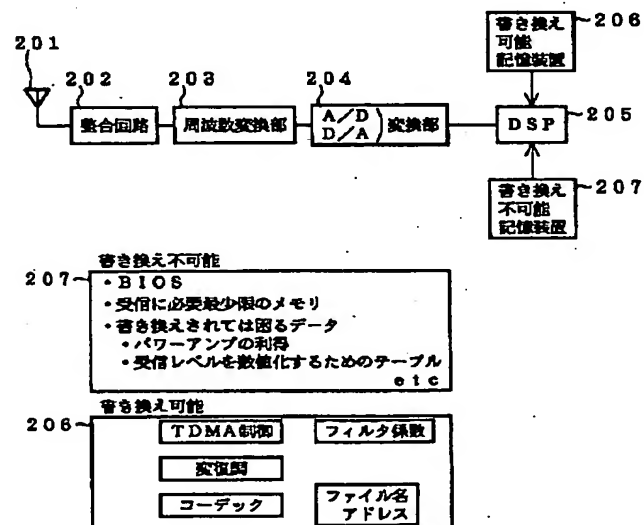 201
202
203
204
整合回路
周波数変換部
A/D
D/A
変換部
DSP
205
書き換え
可能
記憶装置
206
書き換え
不可能
記憶装置
207
書き換え不可能
207
・BIOS
・受信に必要最少限のメモリ
・書き換えされては困るデータ
・パワーアンプの利得
・受信レベルを数値化するためのテーブル
etc
書き換え可能
206
TDMA制御
フィルタ係数
変復調
コーデック
ファイル名
アドレス